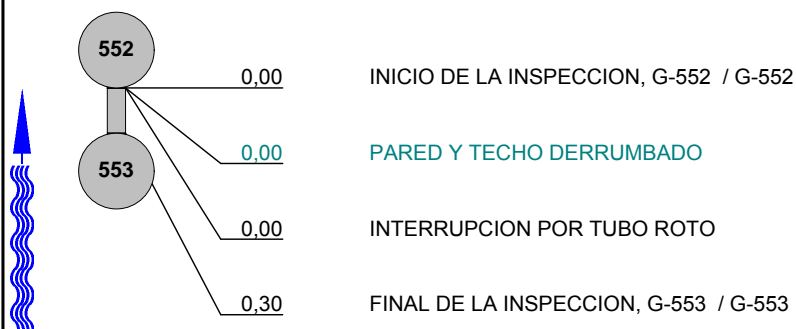 552
0,00 INICIO DE LA INSPECCION, G-552 / G-552
0,00 PARED Y TECHO DERRUMBADO
553
0,00 INTERRUPCION POR TUBO ROTO
0,30 FINAL DE LA INSPECCION, G-553 / G-553